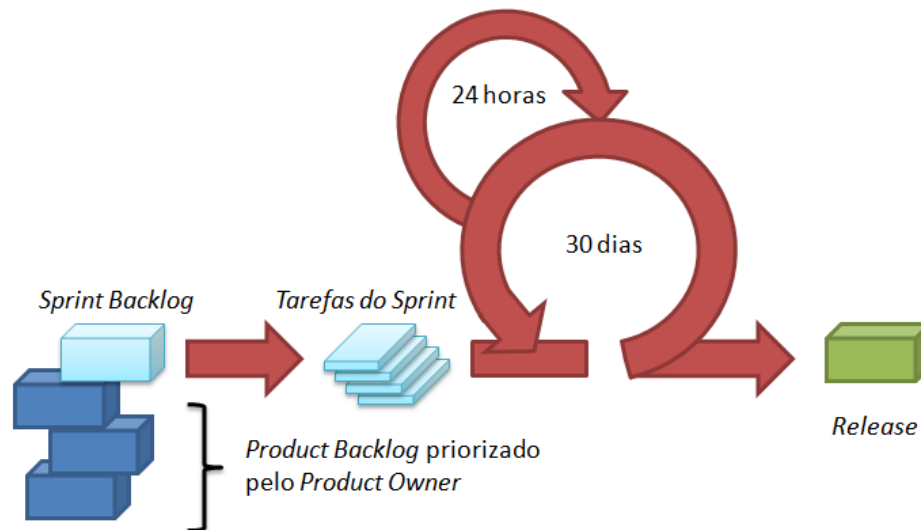 24 horas
30 dias
Sprint Backlog
Tarefas do Sprint
Product Backlog priorizado
pelo Product Owner
Release